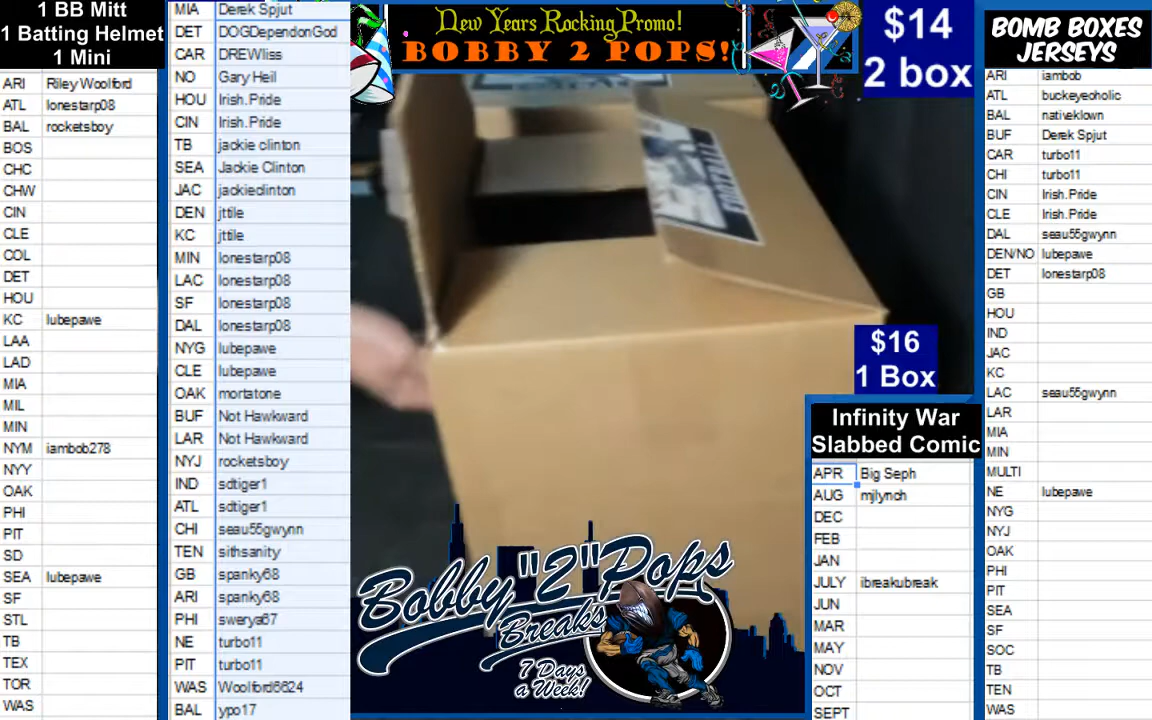 1 BB Mitt
1 Batting Helmet
1 Mini
ARI Riley Woolford
ATL lonestarp08
BAL rocketsboy
BOS
CHC
CHW
CIN
CLE
COL
DET
HOU
KC lubepawe
LAA
LAD
MIA
MIL
MIN
NYM iambob278
NYY
OAK
PHI
PIT
SD
SEA lubepawe
SF
STL
TB
TEX
TOR
WAS
MIA Derek Spjut
DET DOGDependonGod
CAR DREWliss
NO Gary Heil
HOU Irish.Pride
CIN Irish.Pride
TB jackie clinton
SEA Jackie Clinton
JAC jackieclinton
DEN jttile
KC jttile
MIN lonestarp08
LAC lonestarp08
SF lonestarp08
DAL lonestarp08
NYG lubepawe
CLE lubepawe
OAK mortatone
BUF Not Hawkward
LAR Not Hawkward
NYJ rocketsboy
IND sdtiger1
ATL sdtiger1
CHI seau55gwynn
TEN sithsanity
GB spanky68
ARI spanky68
PHI swerya67
NE turbo11
PIT turbo11
WAS Woolford6624
BAL ypo17
New Years Rocking Promo!
BOBBY 2 POPS!
$14
2 box
$16
1 Box
Infinity War
Slabbed Comic
APR Big Seph
AUG mjlynch
DEC
FEB
JAN
JULY ibreakubreak
JUN
MAR
MAY
NOV
OCT
SEPT
Bobby "2" Pops
Breaks
7 Days
a Week!
BOMB BOXES
JERSEYS
ARI iambob
ATL buckeyeoholic
BAL nativeklown
BUF Derek Spjut
CAR turbo11
CHI turbo11
CIN Irish.Pride
CLE Irish.Pride
DAL seau55gwynn
DEN/NO lubepawe
DET lonestarp08
GB
HOU
IND
JAC
KC
LAC seau55gwynn
LAR
MIA
MIN
MULTI
NE lubepawe
NYG
NYJ
OAK
PHI
PIT
SEA
SF
SOC
TB
TEN
WAS